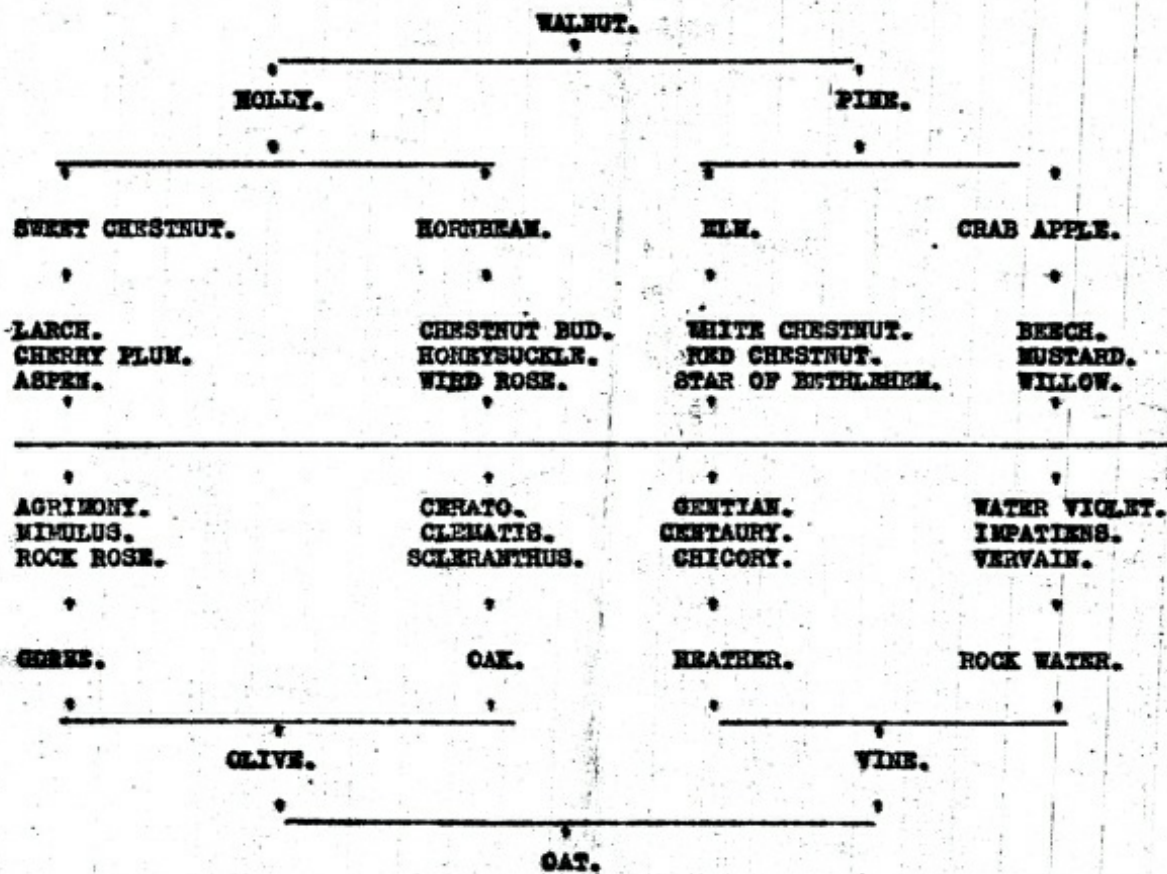 WALNUT.
HOLLY. PINE.
SWEET CHESTNUT. HORNBEAM. ELM. CRAB APPLE.
LARCH. CHESTNUT BUD. WHITE CHESTNUT. BEECH.
CHERRY PLUM. HONEYSUCKLE. RED CHESTNUT. MUSTARD.
ASPEN. WIRD ROSE. STAR OF BETHLEHEM. WILLOW.
AGRIMONY. CERATO. GENTIAN. WATER VIOLET.
MIMULUS. CLEMATIS. CENTAURY. IMPATIENS.
ROCK ROSE. SCLERANTHUS. CHICORY. VERVAIN.
GORSE. OAK. HEATHER. ROCK WATER.
OLIVE. VINE.
OAT.